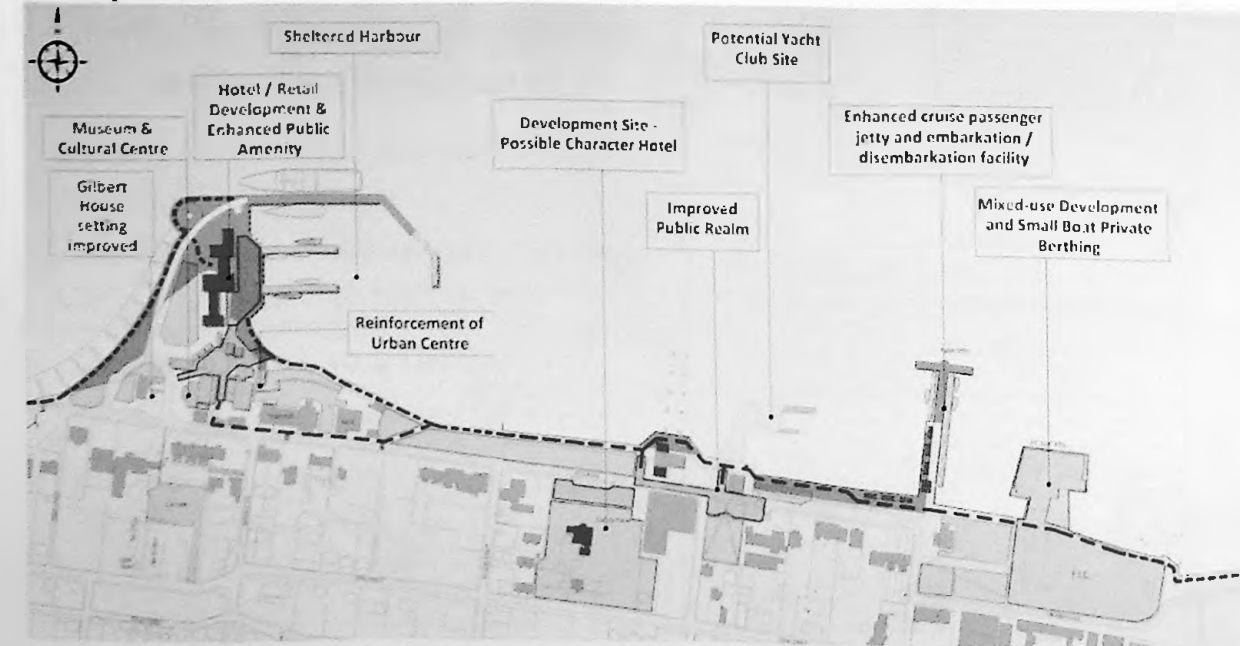 Sheltered Harbour
Potential Yacht
Club Site
Hotel / Retail
Development &
Enhanced Public
Amenity
Museum &
Cultural Centre
Gilbert
House
setting
improved
Development Site -
Possible Character Hotel
Enhanced cruise passenger
jetty and embarkation /
disembarkation facility
Improved
Public Realm
Mixed-use Development
and Small Boat Private
Berthing
Reinforcement of
Urban Centre